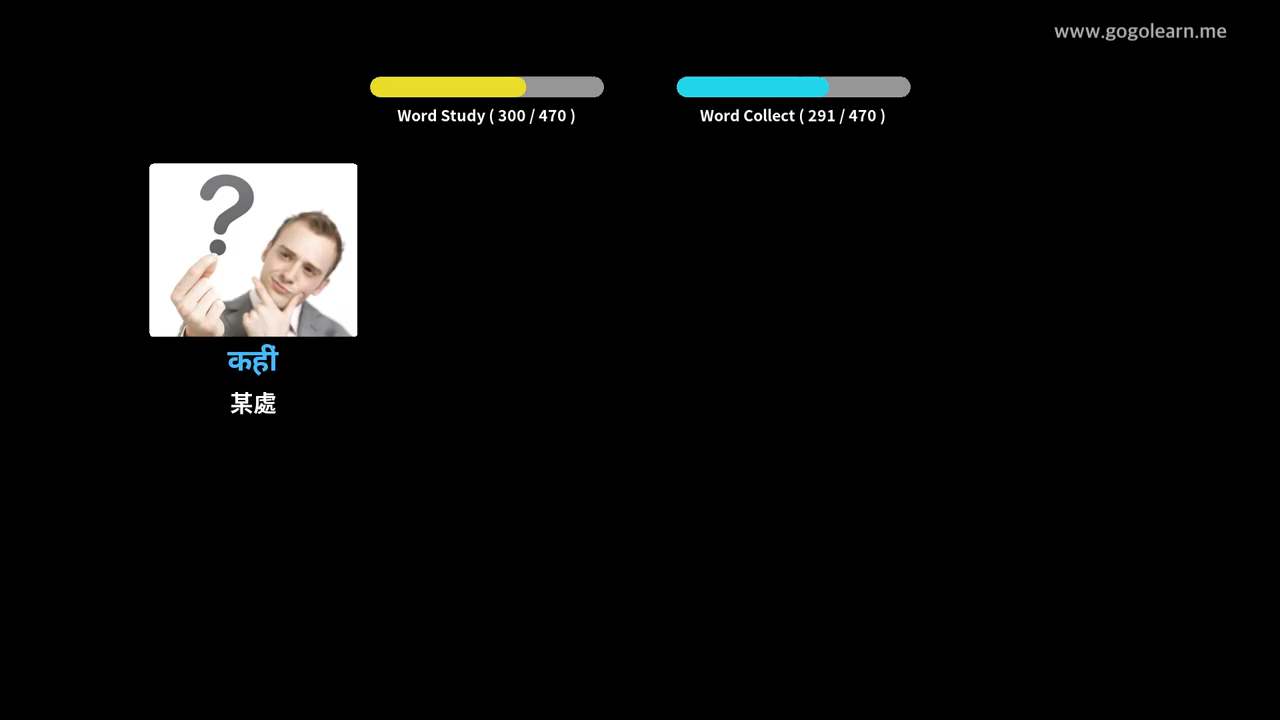 www.gogolearn.me
Word Study ( 300 / 470 )
Word Collect ( 291 / 470 )
?
कहीं
某處